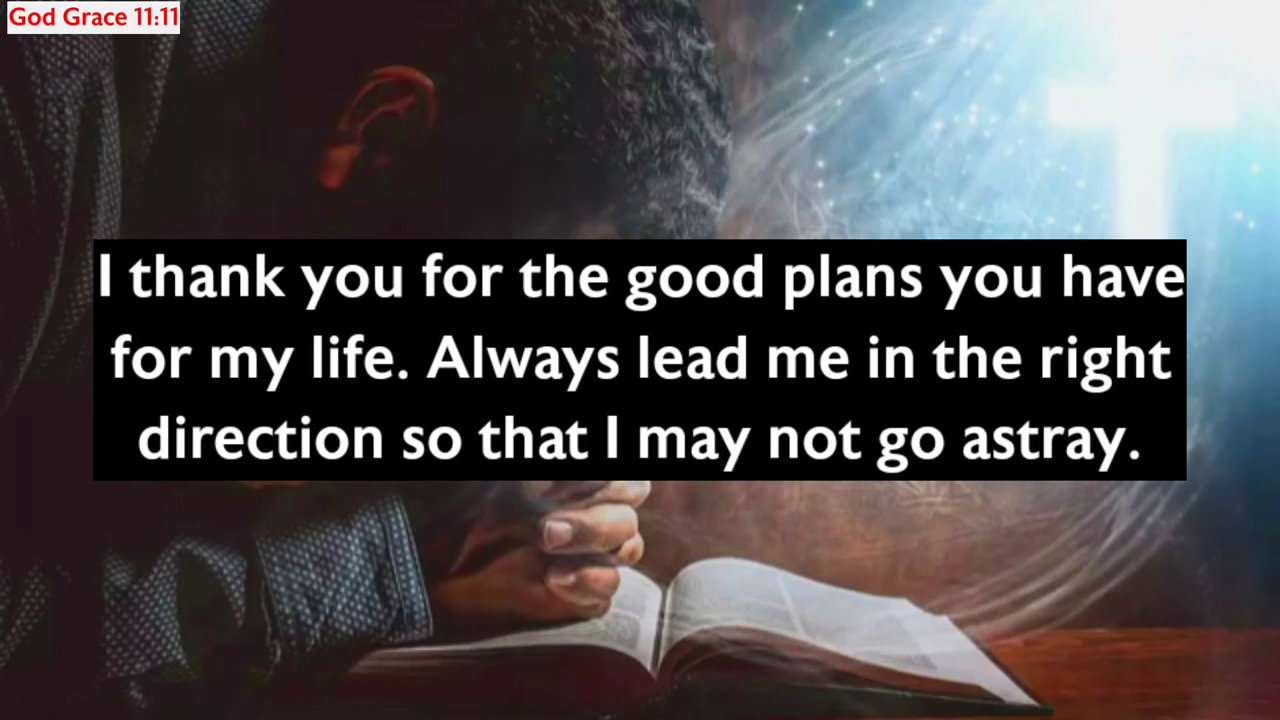 God Grace 11:11
I thank you for the good plans you have
for my life. Always lead me in the right
direction so that I may not go astray.